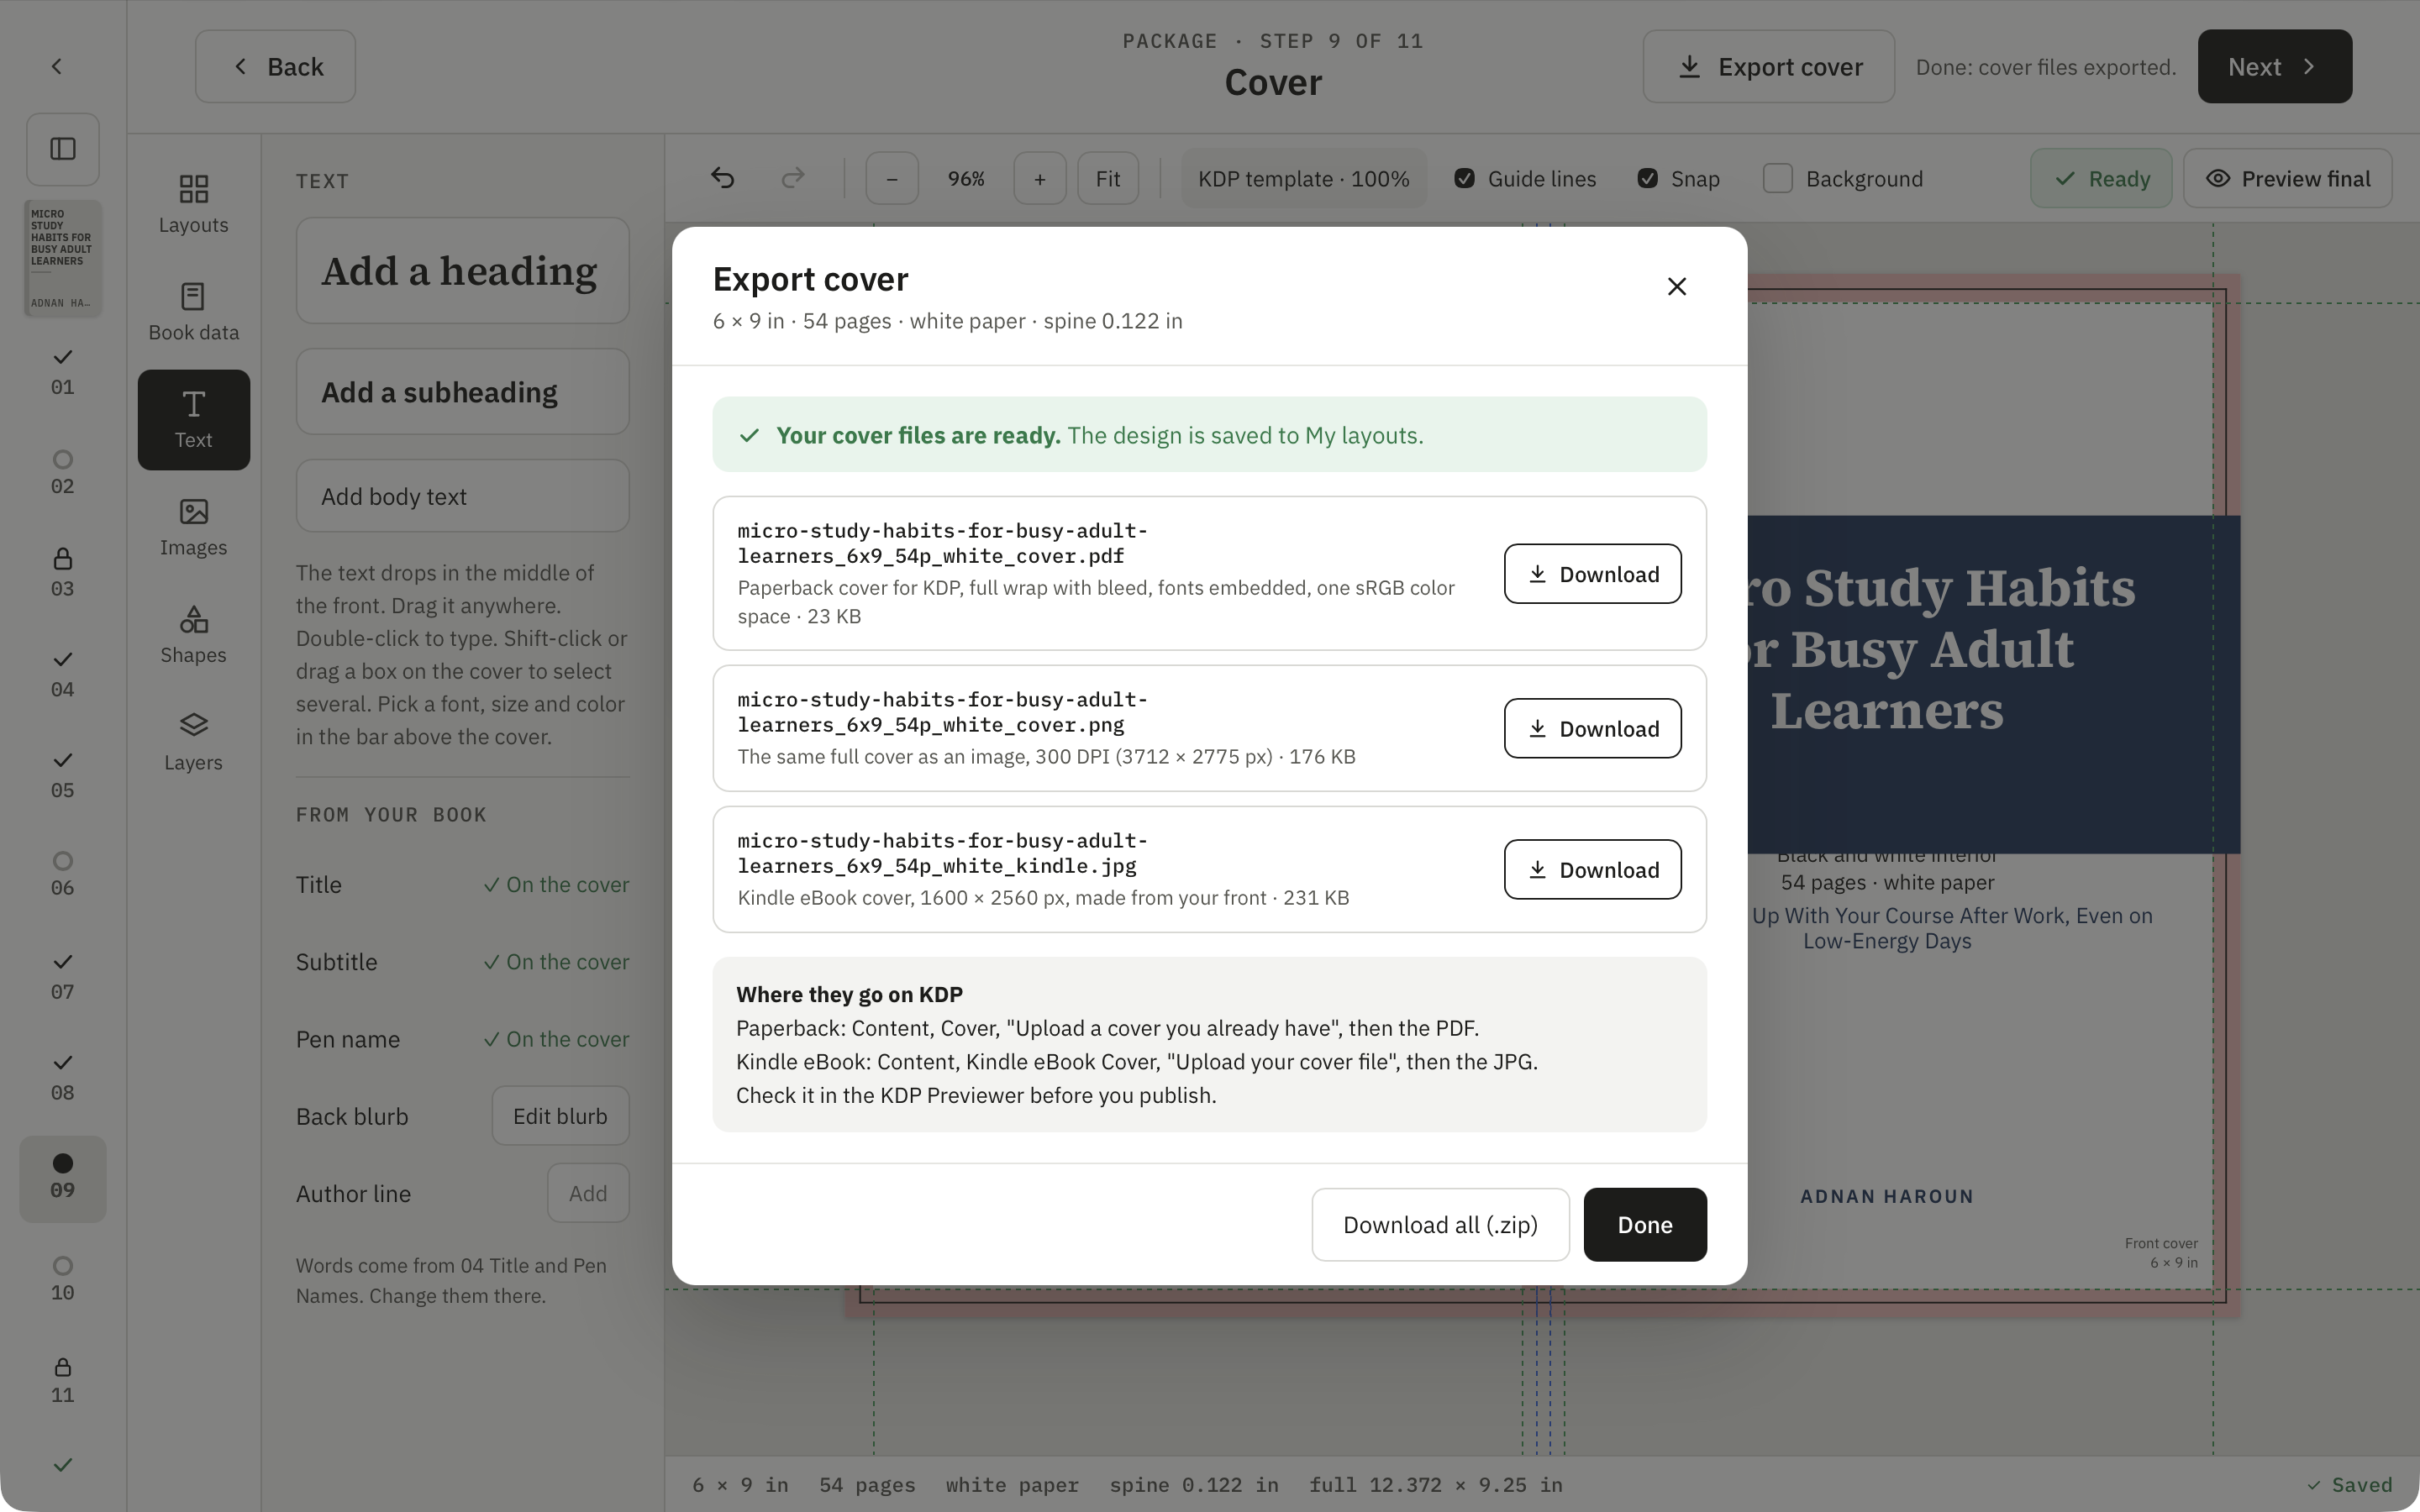 Back
PACKAGE · STEP 9 OF 11
Cover
Export cover
Done: cover files exported.
Next
MICRO
STUDY
HABITS FOR
BUSY ADULT
LEARNERS
ADNAN HA…
01
02
03
04
05
06
07
08
09
10
11
Layouts
Book data
Text
Images
Shapes
Layers
TEXT
Add a heading
Add a subheading
Add body text
The text drops in the middle of
the front. Drag it anywhere.
Double-click to type. Shift-click or
drag a box on the cover to select
several. Pick a font, size and color
in the bar above the cover.
FROM YOUR BOOK
Title ✓ On the cover
Subtitle ✓ On the cover
Pen name ✓ On the cover
Back blurb Edit blurb
Author line Add
Words come from 04 Title and Pen
Names. Change them there.
− 96% + Fit KDP template · 100% Guide lines Snap Background Ready Preview final
Export cover
6 × 9 in · 54 pages · white paper · spine 0.122 in
Your cover files are ready. The design is saved to My layouts.
micro-study-habits-for-busy-adult-
learners_6x9_54p_white_cover.pdf
Paperback cover for KDP, full wrap with bleed, fonts embedded, one sRGB color
space · 23 KB
Download
micro-study-habits-for-busy-adult-
learners_6x9_54p_white_cover.png
The same full cover as an image, 300 DPI (3712 × 2775 px) · 176 KB
Download
micro-study-habits-for-busy-adult-
learners_6x9_54p_white_kindle.jpg
Kindle eBook cover, 1600 × 2560 px, made from your front · 231 KB
Download
Where they go on KDP
Paperback: Content, Cover, "Upload a cover you already have", then the PDF.
Kindle eBook: Content, Kindle eBook Cover, "Upload your cover file", then the JPG.
Check it in the KDP Previewer before you publish.
Download all (.zip)
Done
ro Study Habits
r Busy Adult
Learners
Black and white interior
54 pages · white paper
Up With Your Course After Work, Even on
Low-Energy Days
ADNAN HAROUN
Front cover
6 × 9 in
6 × 9 in 54 pages white paper spine 0.122 in full 12.372 × 9.25 in
✓ Saved